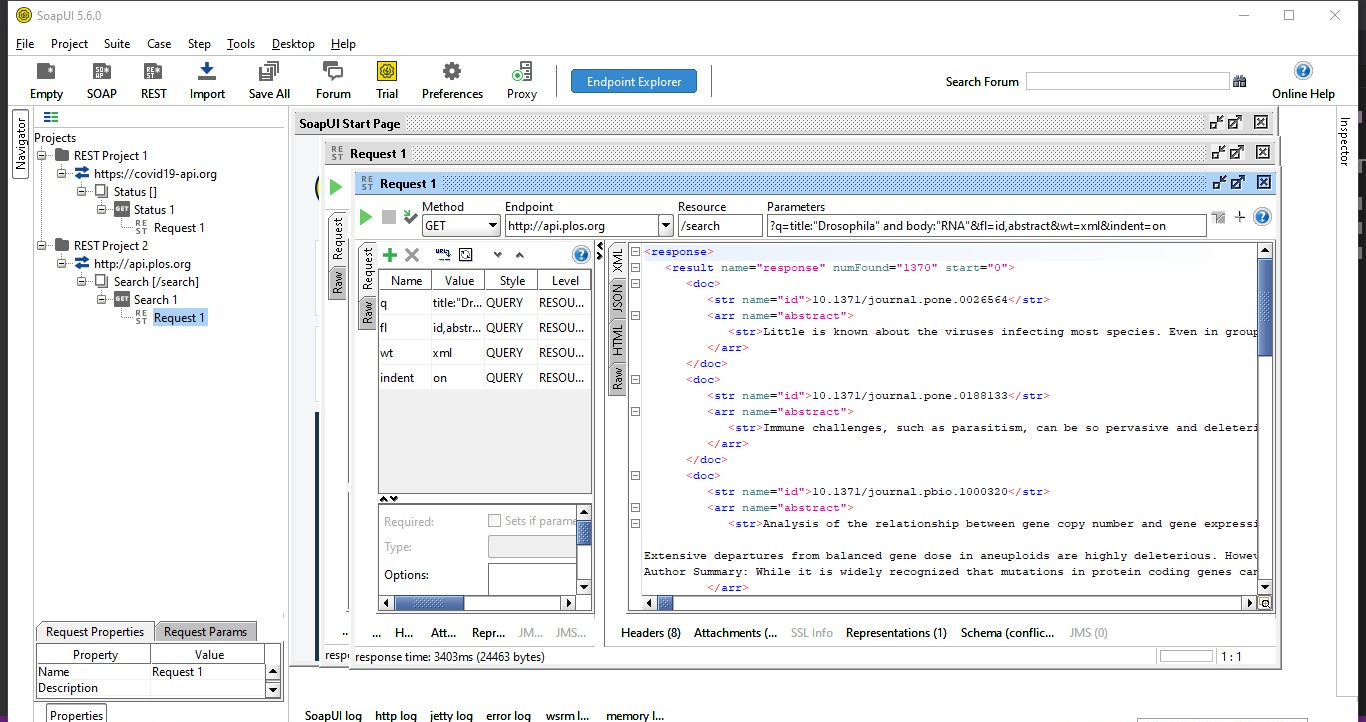 SoapUI 5.6.0
File Project Suite Case Step Tools Desktop Help
Empty SOAP REST Import Save All Forum Trial Preferences Proxy Endpoint Explorer Search Forum Online Help
Navigator
Projects
REST Project 1
https://covid19-api.org
Status []
GET Status 1
REST Request 1
REST Project 2
http://api.plos.org
Search [/search]
GET Search 1
REST Request 1
Request Properties Request Params
Property Value
Name Request 1
Description
Properties
SoapUI Start Page
REST Request 1
Request
Raw
REST Request 1
Method Endpoint Resource Parameters
GET http://api.plos.org /search ?q=title:"Drosophila" and body:"RNA"&fl=id,abstract&wt=xml&indent=on
Request
Raw
Name Value Style Level
q title:"Dr... QUERY RESOU...
fl id,abstr... QUERY RESOU...
wt xml QUERY RESOU...
indent on QUERY RESOU...
Required: Sets if parame
Type:
Options:
XML
JSON
HTML
Raw
<response>
<result name="response" numFound="1370" start="0">
<doc>
<str name="id">10.1371/journal.pone.0026564</str>
<arr name="abstract">
<str>Little is known about the viruses infecting most species. Even in group
</arr>
</doc>
<doc>
<str name="id">10.1371/journal.pone.0188133</str>
<arr name="abstract">
<str>Immune challenges, such as parasitism, can be so pervasive and deleteri
</arr>
</doc>
<doc>
<str name="id">10.1371/journal.pbio.1000320</str>
<arr name="abstract">
<str>Analysis of the relationship between gene copy number and gene expressi
Extensive departures from balanced gene dose in aneuploids are highly deleterious. Howev
Author Summary: While it is widely recognized that mutations in protein coding genes can
</arr>
.. ... H... Att... Repr... JM... JMS...
Headers (8) Attachments (... SSL Info Representations (1) Schema (conflic... JMS (0)
respo
response time: 3403ms (24463 bytes)
1 : 1
SoapUI log http log jetty log error log wsrm l... memory l...
Inspector